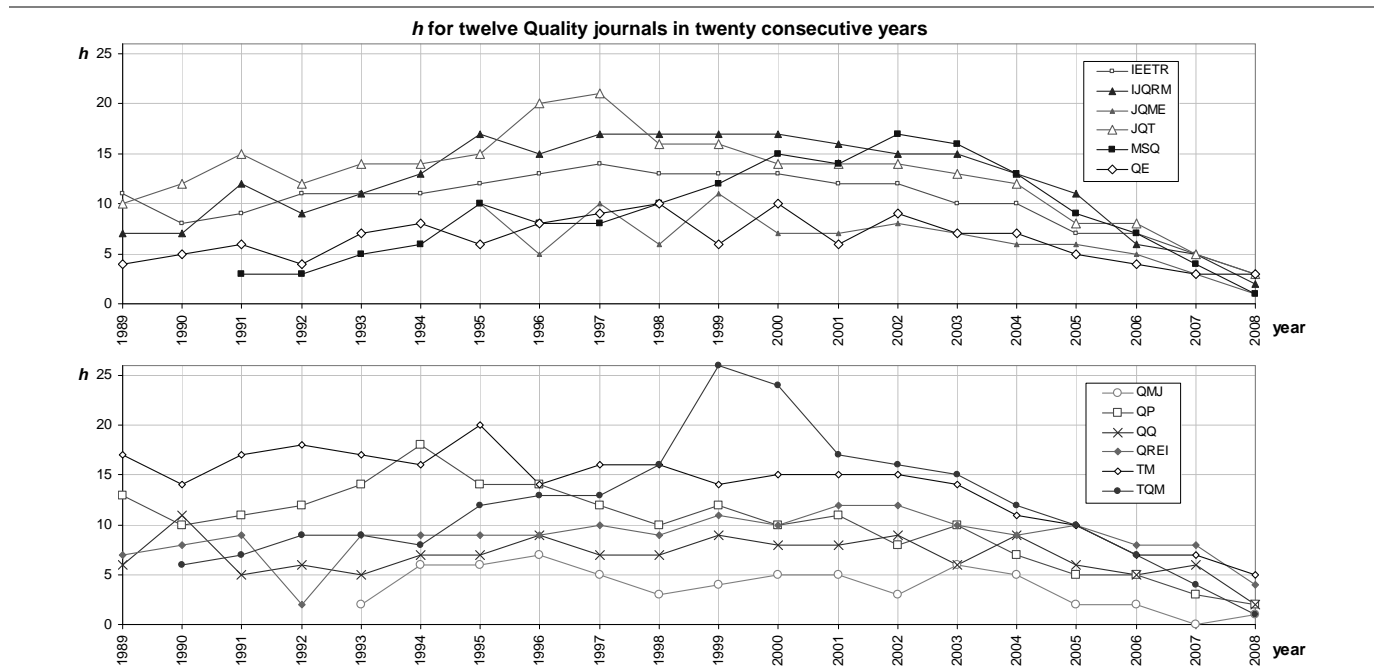 h for twelve Quality journals in twenty consecutive years
h
25
20
15
10
5
0
IEETR
IJQRM
JQME
JQT
MSQ
QE
1989 1990 1991 1992 1993 1994 1995 1996 1997 1998 1999 2000 2001 2002 2003 2004 2005 2006 2007 2008 year
h
25
20
15
10
5
0
QMJ
QP
QQ
QREI
TM
TQM
1989 1990 1991 1992 1993 1994 1995 1996 1997 1998 1999 2000 2001 2002 2003 2004 2005 2006 2007 2008 year